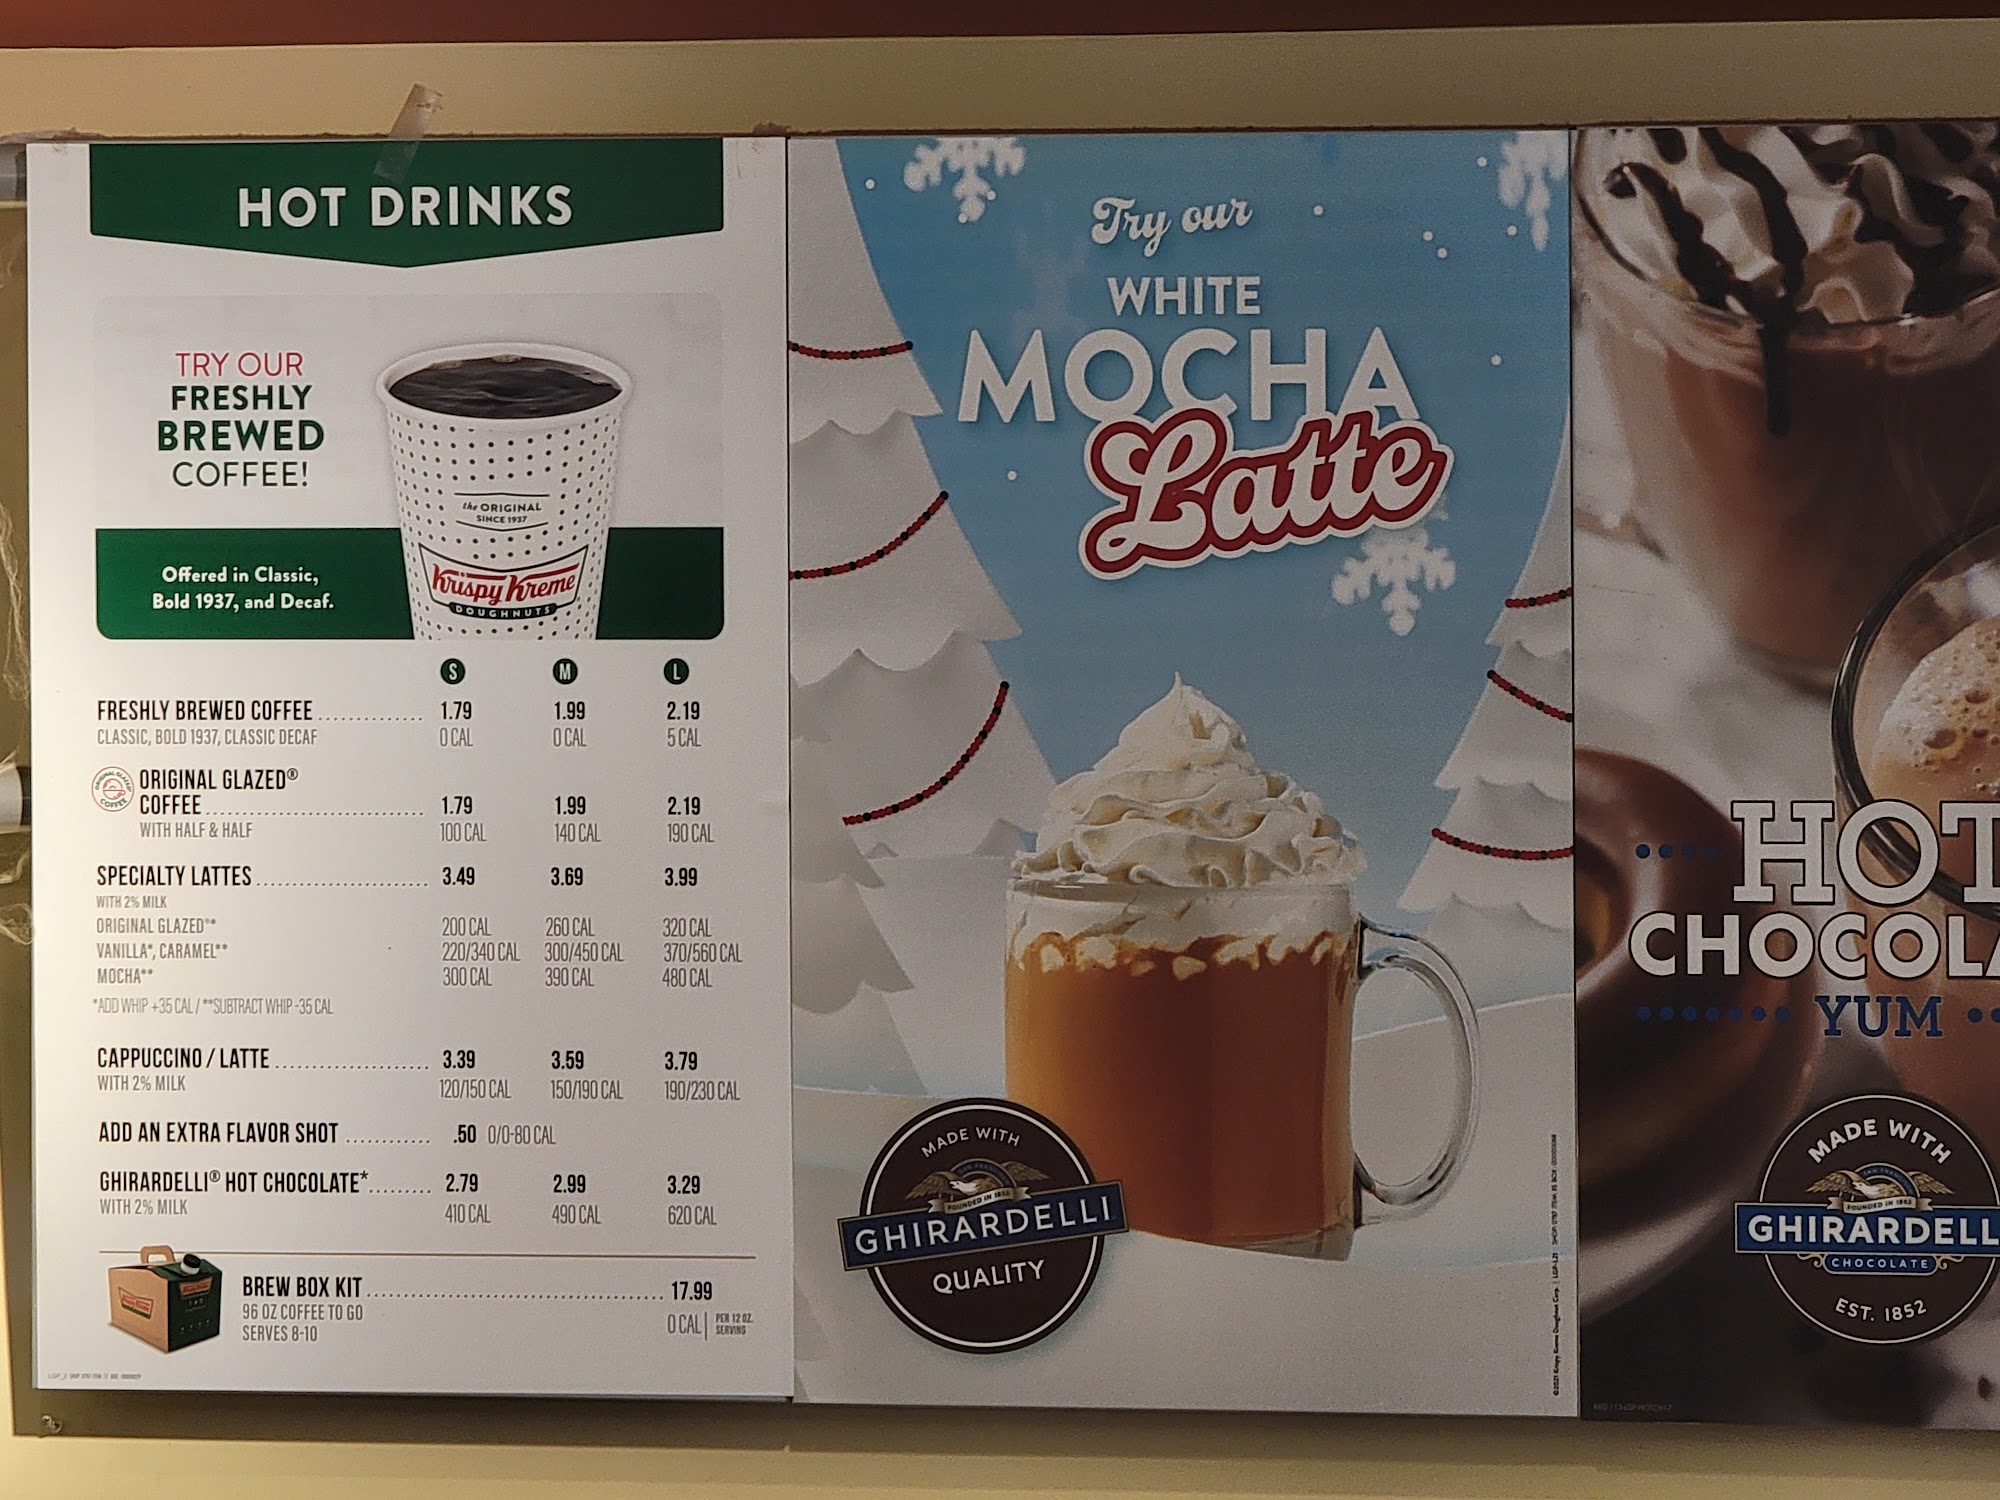 HOT DRINKS
TRY OUR
FRESHLY
BREWED
COFFEE!
the ORIGINAL
SINCE 1937
Krispy Kreme
DOUGHNUTS
Offered in Classic,
Bold 1937, and Decaf.
S M L
FRESHLY BREWED COFFEE 1.79 1.99 2.19
CLASSIC, BOLD 1937, CLASSIC DECAF 0 CAL 0 CAL 5 CAL
ORIGINAL GLAZED®
COFFEE 1.79 1.99 2.19
WITH HALF & HALF 100 CAL 140 CAL 190 CAL
SPECIALTY LATTES 3.49 3.69 3.99
WITH 2% MILK
ORIGINAL GLAZED®* 200 CAL 260 CAL 320 CAL
VANILLA*, CARAMEL** 220/340 CAL 300/450 CAL 370/560 CAL
MOCHA** 300 CAL 390 CAL 480 CAL
*ADD WHIP +35 CAL / **SUBTRACT WHIP -35 CAL
CAPPUCCINO / LATTE 3.39 3.59 3.79
WITH 2% MILK 120/150 CAL 150/190 CAL 190/230 CAL
ADD AN EXTRA FLAVOR SHOT .50 0/0-80 CAL
GHIRARDELLI® HOT CHOCOLATE* 2.79 2.99 3.29
WITH 2% MILK 410 CAL 490 CAL 620 CAL
BREW BOX KIT 17.99
96 OZ COFFEE TO GO
SERVES 8-10
0 CAL PER 12 OZ.
SERVING
Try our
WHITE
MOCHA
Latte
MADE WITH
FOUNDED IN 1852
GHIRARDELLI
QUALITY
HOT
CHOCOLA
YUM
MADE WITH
FOUNDED IN 1852
GHIRARDELL
CHOCOLATE
EST. 1852